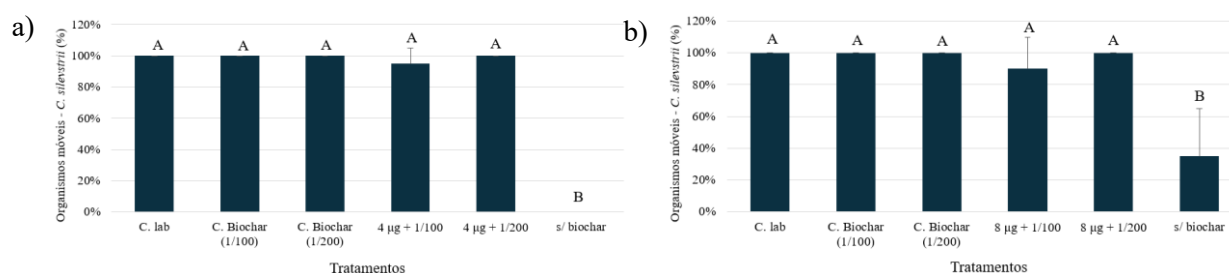 a)
Organismos móveis - C. silevstrii (%)
120%
100%
80%
60%
40%
20%
0%
A
A
A
A
A
B
C. lab
C. Biochar
(1/100)
C. Biochar
(1/200)
4 µg + 1/100
4 µg + 1/200
s/ biochar
Tratamentos
b)
Organismos móveis - C. silevstrii (%)
120%
100%
80%
60%
40%
20%
0%
A
A
A
A
A
B
C. lab
C. Biochar
(1/100)
C. Biochar
(1/200)
8 µg + 1/100
8 µg + 1/200
s/ biochar
Tratamentos